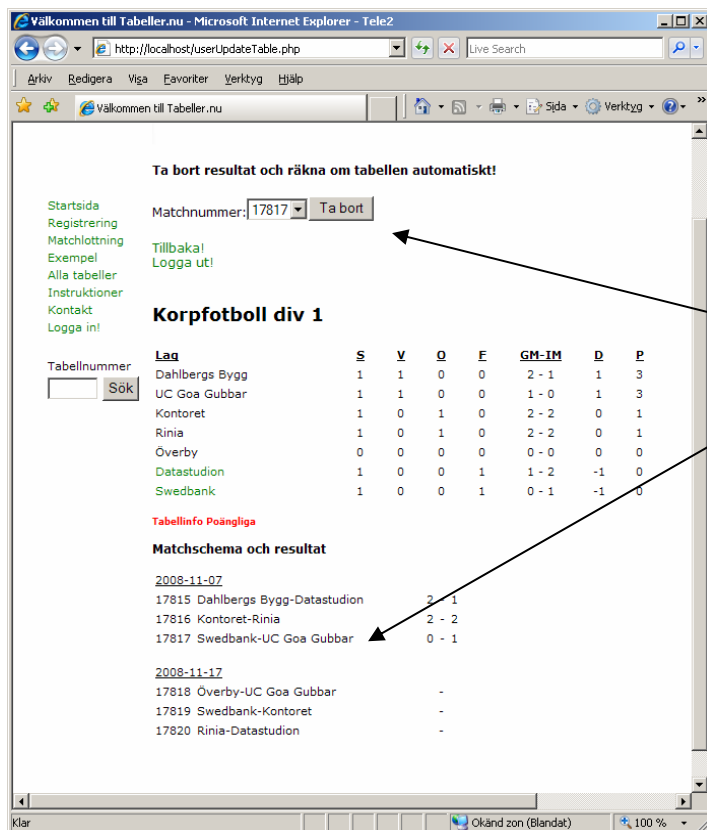 Välkommen till Tabeller.nu - Microsoft Internet Explorer - Tele2
http://localhost/userUpdateTable.php
Live Search
Arkiv Redigera Visa Favoriter Verktyg Hjälp
Välkommen till Tabeller.nu
Sida Verktyg »
Ta bort resultat och räkna om tabellen automatiskt!
Startsida
Registrering
Matchlottning
Exempel
Alla tabeller
Instruktioner
Kontakt
Logga in!
Tabellnummer
Sök
Matchnummer: 17817 Ta bort
Tillbaka!
Logga ut!
Korpfotboll div 1
Lag S V O F GM-IM D P
Dahlbergs Bygg 1 1 0 0 2 - 1 1 3
UC Goa Gubbar 1 1 0 0 1 - 0 1 3
Kontoret 1 0 1 0 2 - 2 0 1
Rinia 1 0 1 0 2 - 2 0 1
Överby 0 0 0 0 0 - 0 0 0
Datastudion 1 0 0 1 1 - 2 -1 0
Swedbank 1 0 0 1 0 - 1 -1 0
Tabellinfo Poängliga
Matchschema och resultat
2008-11-07
17815 Dahlbergs Bygg-Datastudion 2 - 1
17816 Kontoret-Rinia 2 - 2
17817 Swedbank-UC Goa Gubbar 0 - 1
2008-11-17
17818 Överby-UC Goa Gubbar -
17819 Swedbank-Kontoret -
17820 Rinia-Datastudion -
Klar Okänd zon (Blandat) 100 %